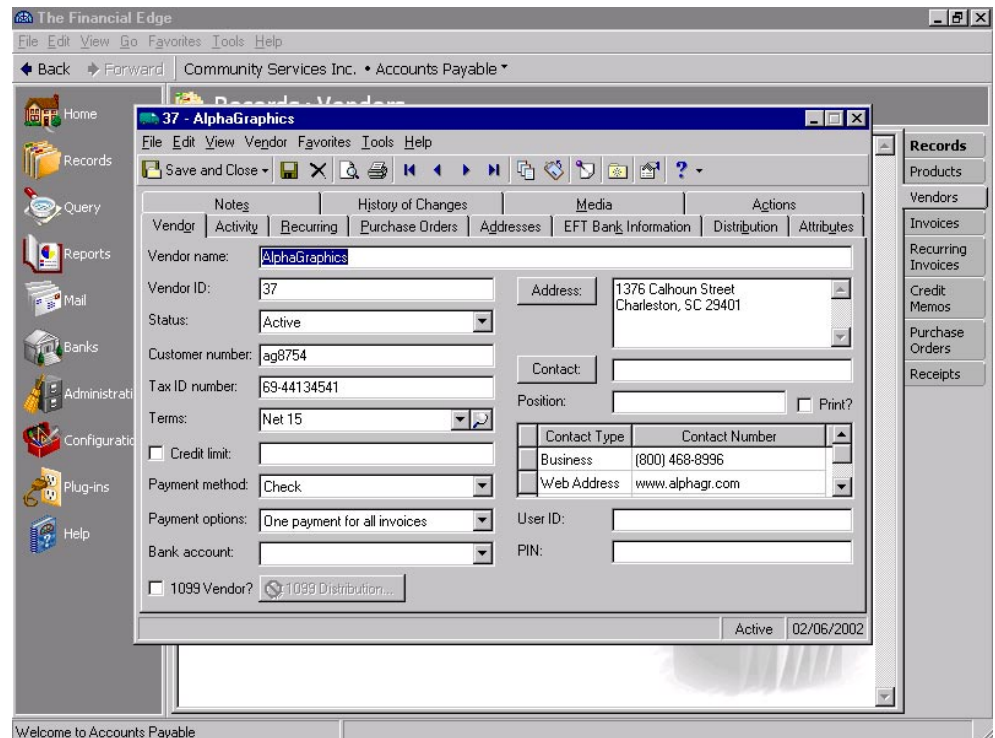 The Financial Edge
File Edit View Go Favorites Tools Help
Back Forward Community Services Inc. • Accounts Payable
Records: Vendors
Home
Records
Query
Reports
Mail
Banks
Administrati
Configuratic
Plug-ins
Help
37 - AlphaGraphics
File Edit View Vendor Favorites Tools Help
Save and Close
Notes History of Changes Media Actions
Vendor Activity Recurring Purchase Orders Addresses EFT Bank Information Distribution Attributes
Vendor name: AlphaGraphics
Vendor ID: 37
Status: Active
Customer number: ag8754
Tax ID number: 69-44134541
Terms: Net 15
Credit limit:
Payment method: Check
Payment options: One payment for all invoices
Bank account:
1099 Vendor? 1099 Distribution...
Address: 1376 Calhoun Street
Charleston, SC 29401
Contact:
Position: Print?
Contact Type Contact Number
Business (800) 468-8996
Web Address www.alphagr.com
User ID:
PIN:
Active 02/06/2002
Records
Products
Vendors
Invoices
Recurring
Invoices
Credit
Memos
Purchase
Orders
Receipts
Welcome to Accounts Payable